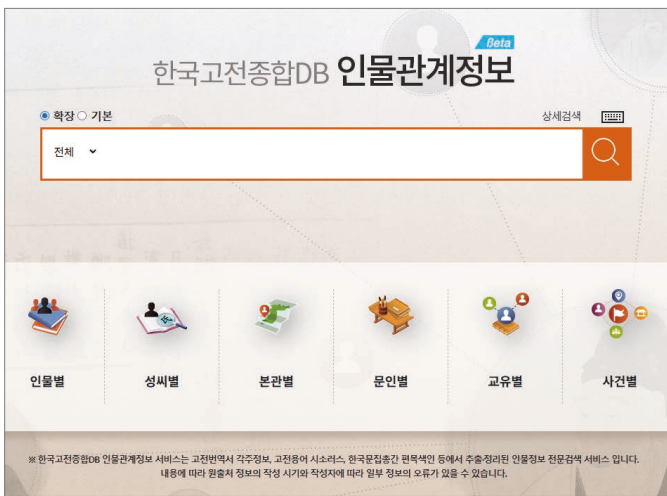 Beta
한국고전종합DB 인물관계정보
확장 기본 상세검색
전체
인물별 성씨별 본관별 문인별 교유별 사건별
※ 한국고전종합DB 인물관계정보 서비스는 고전번역서 각주정보, 고전용어 시소러스, 한국문집총간 편목색인 등에서 추출·정리된 인물정보 전문검색 서비스 입니다.
내용에 따라 원출처 정보의 작성 시기와 작성자에 따라 일부 정보의 오류가 있을 수 있습니다.